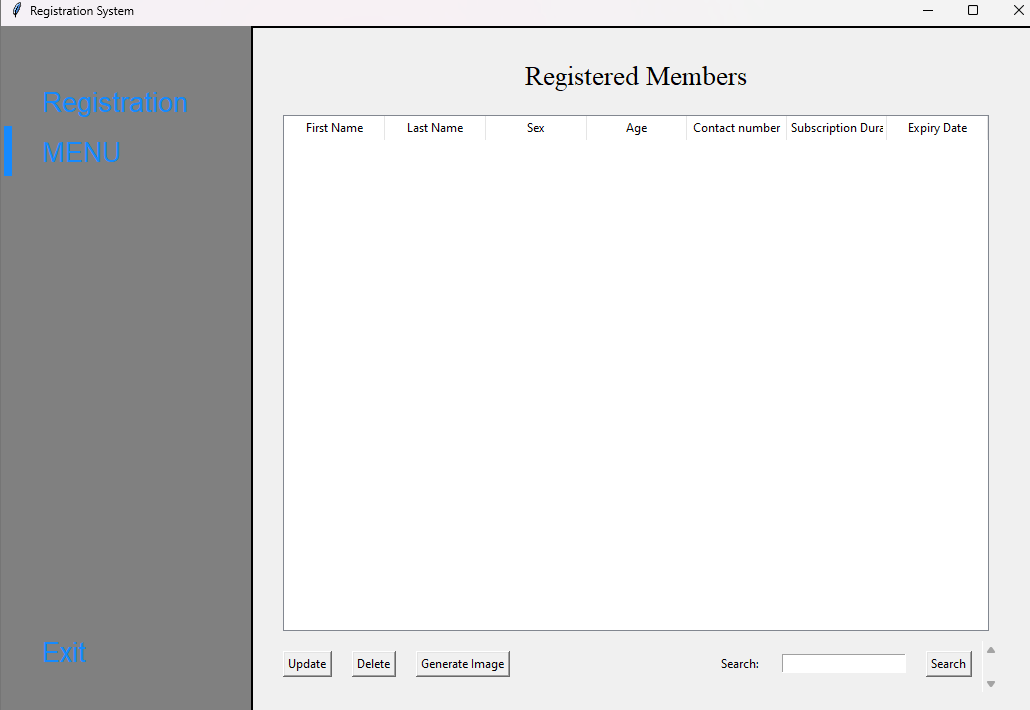 Registration System
Registration
MENU
Exit
Registered Members
First Name Last Name Sex Age Contact number Subscription Dura Expiry Date
Update Delete Generate Image Search: Search